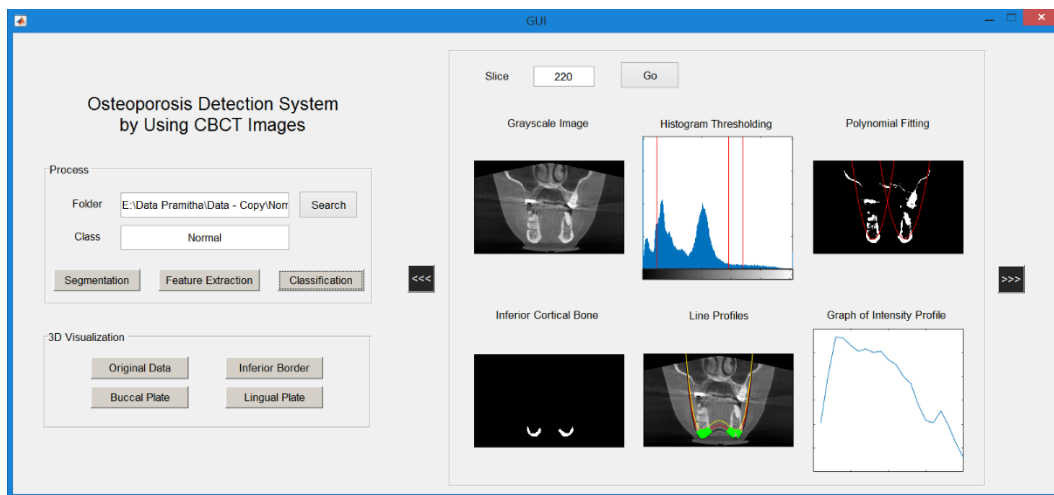 GUI
Osteoporosis Detection System
by Using CBCT Images
Process
Folder
E:\Data Pramitha\Data - Copy\Norr
Search
Class
Normal
Segmentation
Feature Extraction
Classification
3D Visualization
Original Data
Inferior Border
Buccal Plate
Lingual Plate
<<<
Slice
220
Go
Grayscale Image
Histogram Thresholding
Polynomial Fitting
Inferior Cortical Bone
Line Profiles
Graph of Intensity Profile
>>>